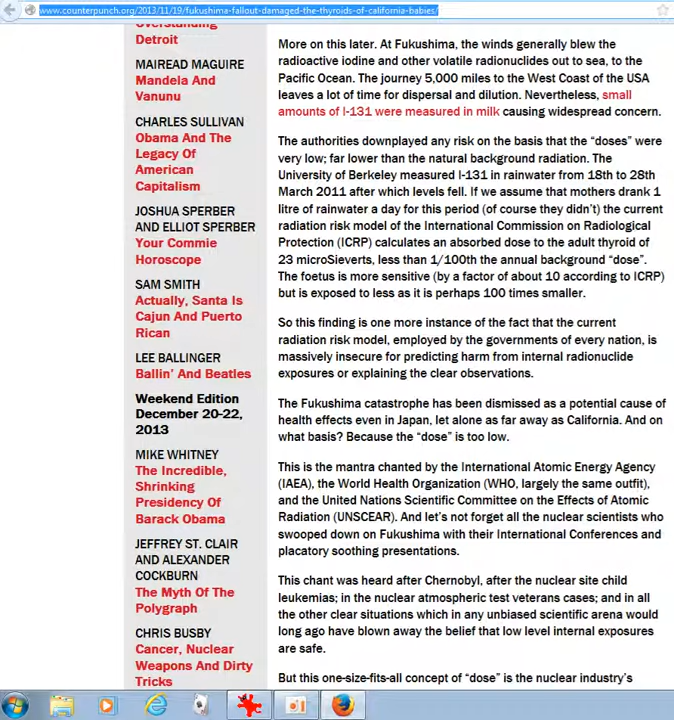 www.counterpunch.org/2013/11/19/fukushima-fallout-damaged-the-thyroids-of-california-babies/
Overstating
Detroit
MAIREAD MAGUIRE
Mandela And
Vanunu
CHARLES SULLIVAN
Obama And The
Legacy Of
American
Capitalism
JOSHUA SPERBER
AND ELLIOT SPERBER
Your Commie
Horoscope
SAM SMITH
Actually, Santa Is
Cajun And Puerto
Rican
LEE BALLINGER
Ballin' And Beatles
Weekend Edition
December 20-22,
2013
MIKE WHITNEY
The Incredible,
Shrinking
Presidency Of
Barack Obama
JEFFREY ST. CLAIR
AND ALEXANDER
COCKBURN
The Myth Of The
Polygraph
CHRIS BUSBY
Cancer, Nuclear
Weapons And Dirty
Tricks
More on this later. At Fukushima, the winds generally blew the
radioactive iodine and other volatile radionuclides out to sea, to the
Pacific Ocean. The journey 5,000 miles to the West Coast of the USA
leaves a lot of time for dispersal and dilution. Nevertheless, small
amounts of I-131 were measured in milk causing widespread concern.
The authorities downplayed any risk on the basis that the “doses” were
very low; far lower than the natural background radiation. The
University of Berkeley measured I-131 in rainwater from 18th to 28th
March 2011 after which levels fell. If we assume that mothers drank 1
litre of rainwater a day for this period (of course they didn't) the current
radiation risk model of the International Commission on Radiological
Protection (ICRP) calculates an absorbed dose to the adult thyroid of
23 microSieverts, less than 1/100th the annual background “dose”.
The foetus is more sensitive (by a factor of about 10 according to ICRP)
but is exposed to less as it is perhaps 100 times smaller.
So this finding is one more instance of the fact that the current
radiation risk model, employed by the governments of every nation, is
massively insecure for predicting harm from internal radionuclide
exposures or explaining the clear observations.
The Fukushima catastrophe has been dismissed as a potential cause of
health effects even in Japan, let alone as far away as California. And on
what basis? Because the “dose” is too low.
This is the mantra chanted by the International Atomic Energy Agency
(IAEA), the World Health Organization (WHO, largely the same outfit),
and the United Nations Scientific Committee on the Effects of Atomic
Radiation (UNSCEAR). And let's not forget all the nuclear scientists who
swooped down on Fukushima with their International Conferences and
placatory soothing presentations.
This chant was heard after Chernobyl, after the nuclear site child
leukemias; in the nuclear atmospheric test veterans cases; and in all
the other clear situations which in any unbiased scientific arena would
long ago have blown away the belief that low level internal exposures
are safe.
But this one-size-fits-all concept of “dose” is the nuclear industry's